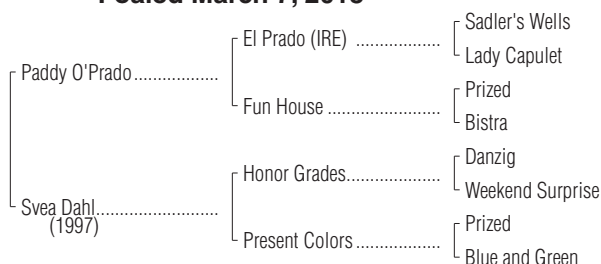 Foaled March 7,
Sadler's Wells
El Prado (IRE) ..................
Lady Capulet
Paddy O'Prado..................
Prized
Fun House ........................
Bistra
Danzig
Honor Grades....................
Weekend Surprise
Svea Dahl..........................
(1997)
Prized
Present Colors ..................
Blue and Green